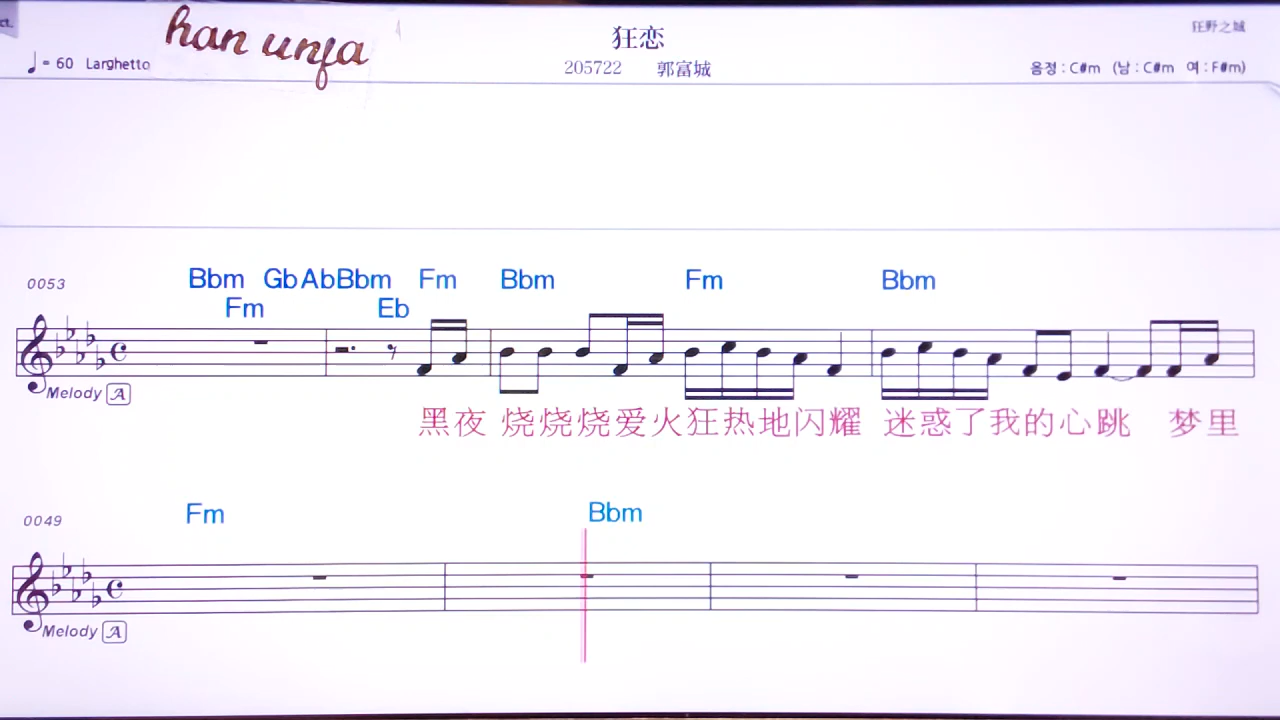 ct.
han unfa
狂恋
狂野之城
♩= 60 Larghetto
205722 郭富城
음정 : C#m (남 : C#m 여 : F#m)
0053
Bbm Gb Ab Bbm Fm Bbm Fm Bbm
Fm Eb
Melody A
黑夜 烧烧烧爱火狂热地闪耀 迷惑了我的心跳 梦里
0049
Fm Bbm
Melody A